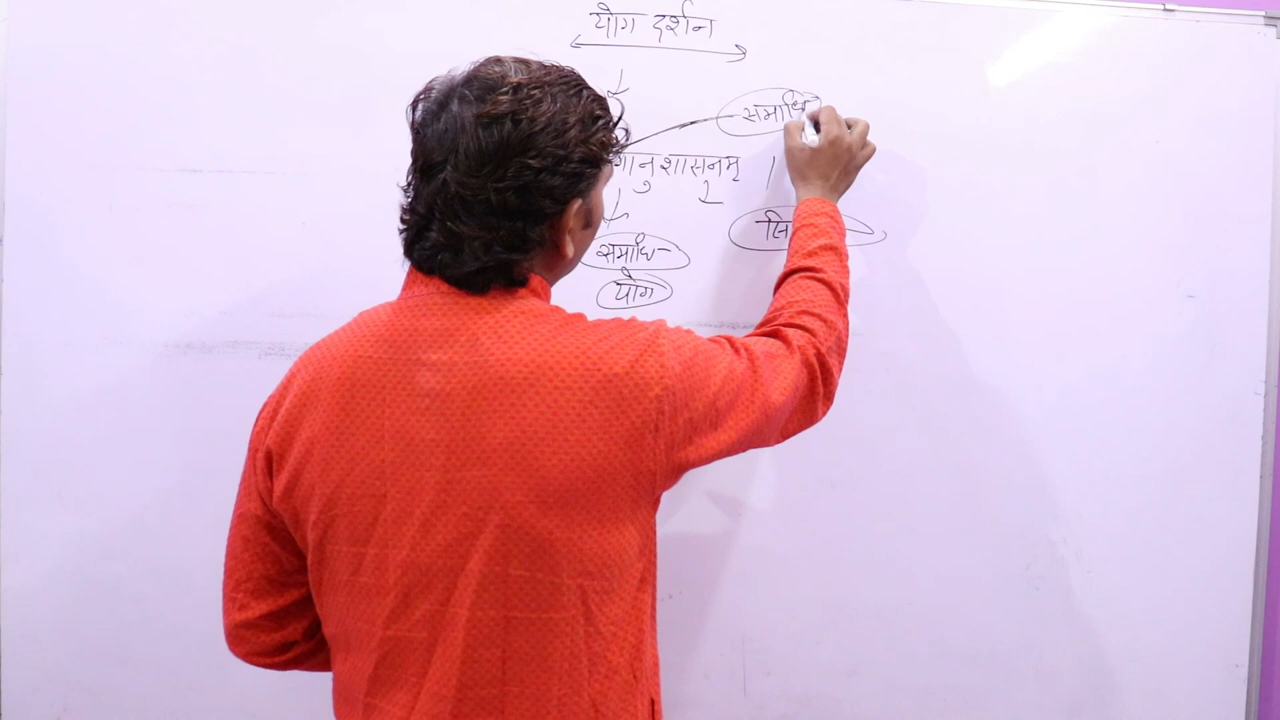 योग दर्शन
समाधि
गानुशासनम्
सि
समाधि-
योग